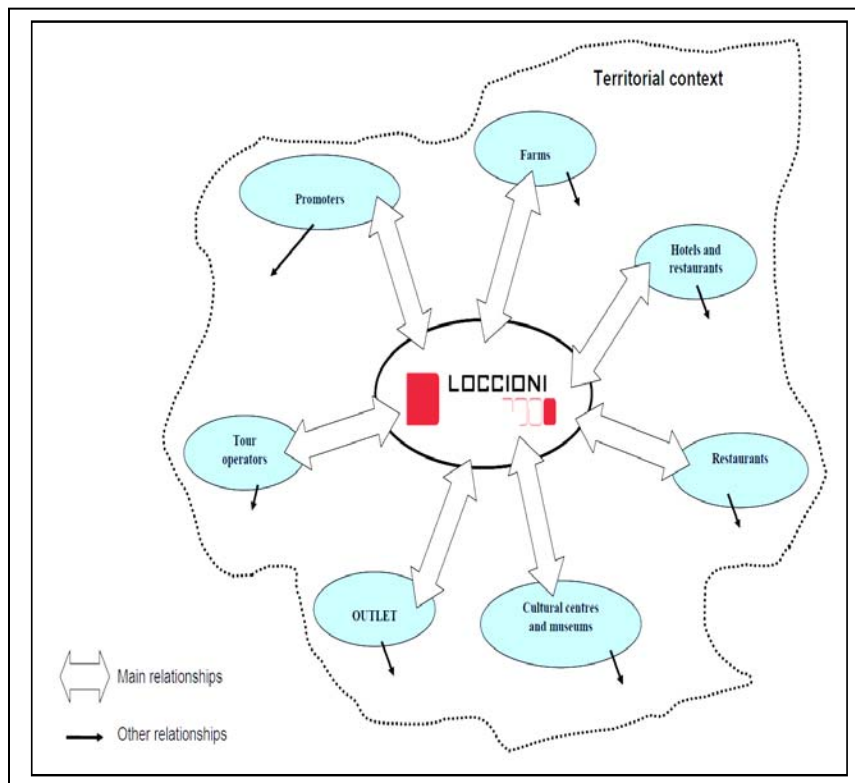 Territorial context
Farms
Promoters
Hotels and
restaurants
LOCCIONI
Tour
operators
Restaurants
OUTLET
Cultural centres
and museums
Main relationships
Other relationships